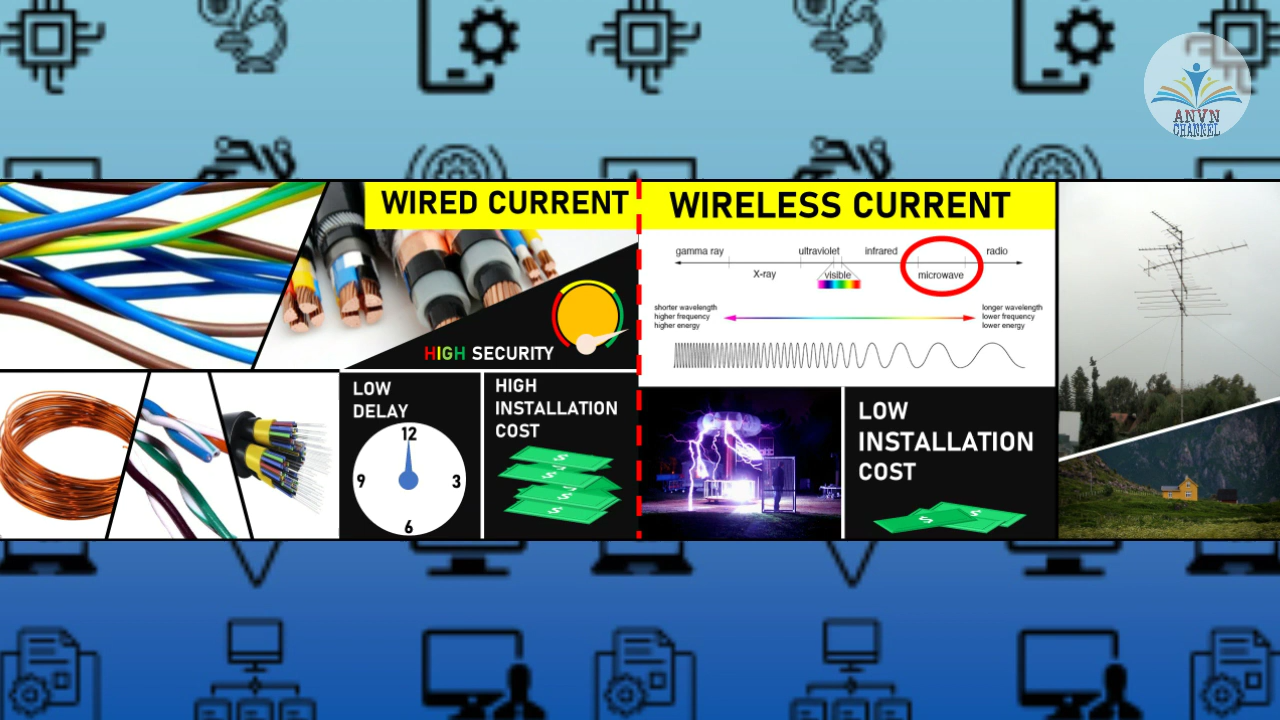 ANVN
CHANNEL
WIRED CURRENT
HIGH SECURITY
LOW
DELAY
12
9
3
6
HIGH
INSTALLATION
COST
$
$
WIRELESS CURRENT
gamma ray
ultraviolet
infrared
radio
X-ray
visible
microwave
shorter wavelength
higher frequency
higher energy
longer wavelength
lower frequency
lower energy
LOW
INSTALLATION
COST
$
$